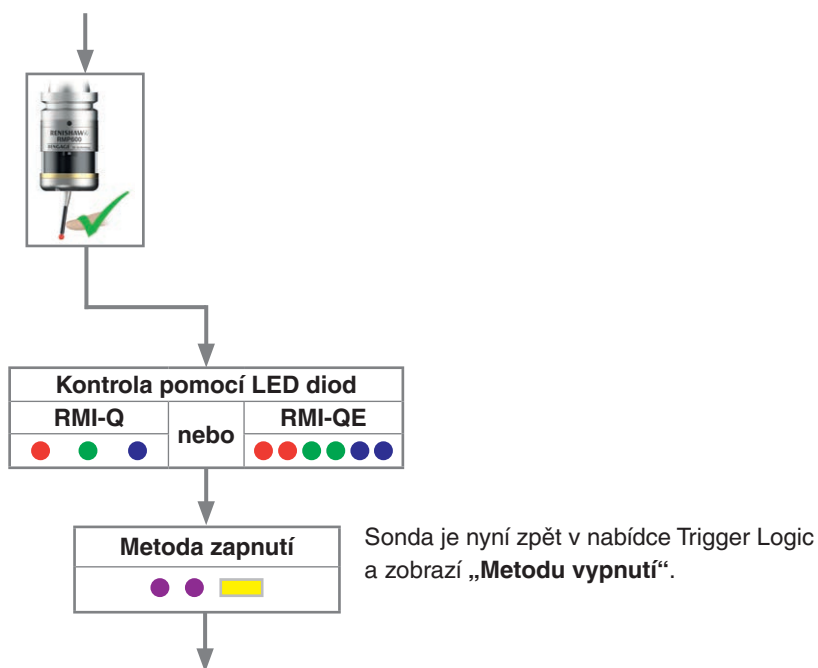 RENISHAW
RMP600
Kontrola pomocí LED diod
RMI-Q
nebo
RMI-QE
Metoda zapnutí
Sonda je nyní zpět v nabídce Trigger Logic
a zobrazí „Metodu vypnutí“.